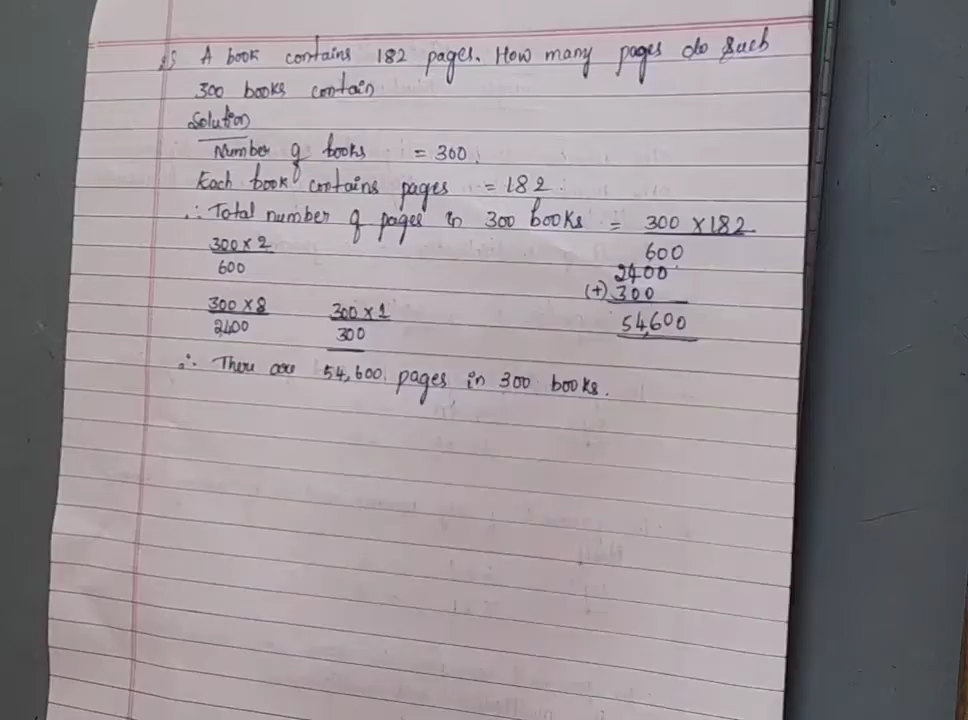 25 A book contains 182 pages. How many pages do such
300 books contain
Solution
Number of books = 300.
Each book contains pages = 182.
∴ Total number of pages in 300 books = 300 × 182
300 × 2 600
600 2400
(+) 300
300 × 8 300 × 1
2400 300 54,600
∴ There are 54,600 pages in 300 books.